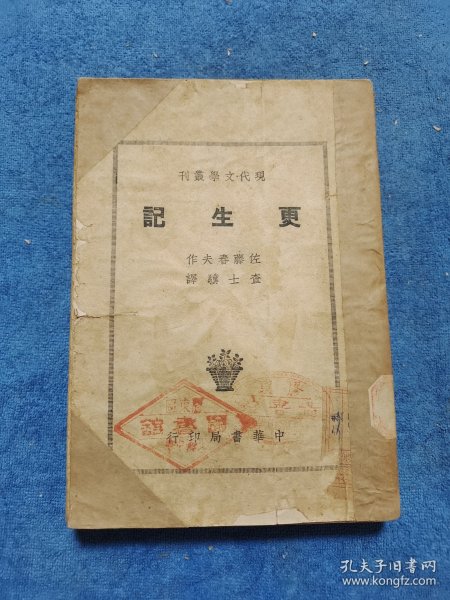 現代文學叢刊
更生記
佐藤春夫作
查士驥譯
中華書局印行
孔夫子旧书网
www.kongfz.com